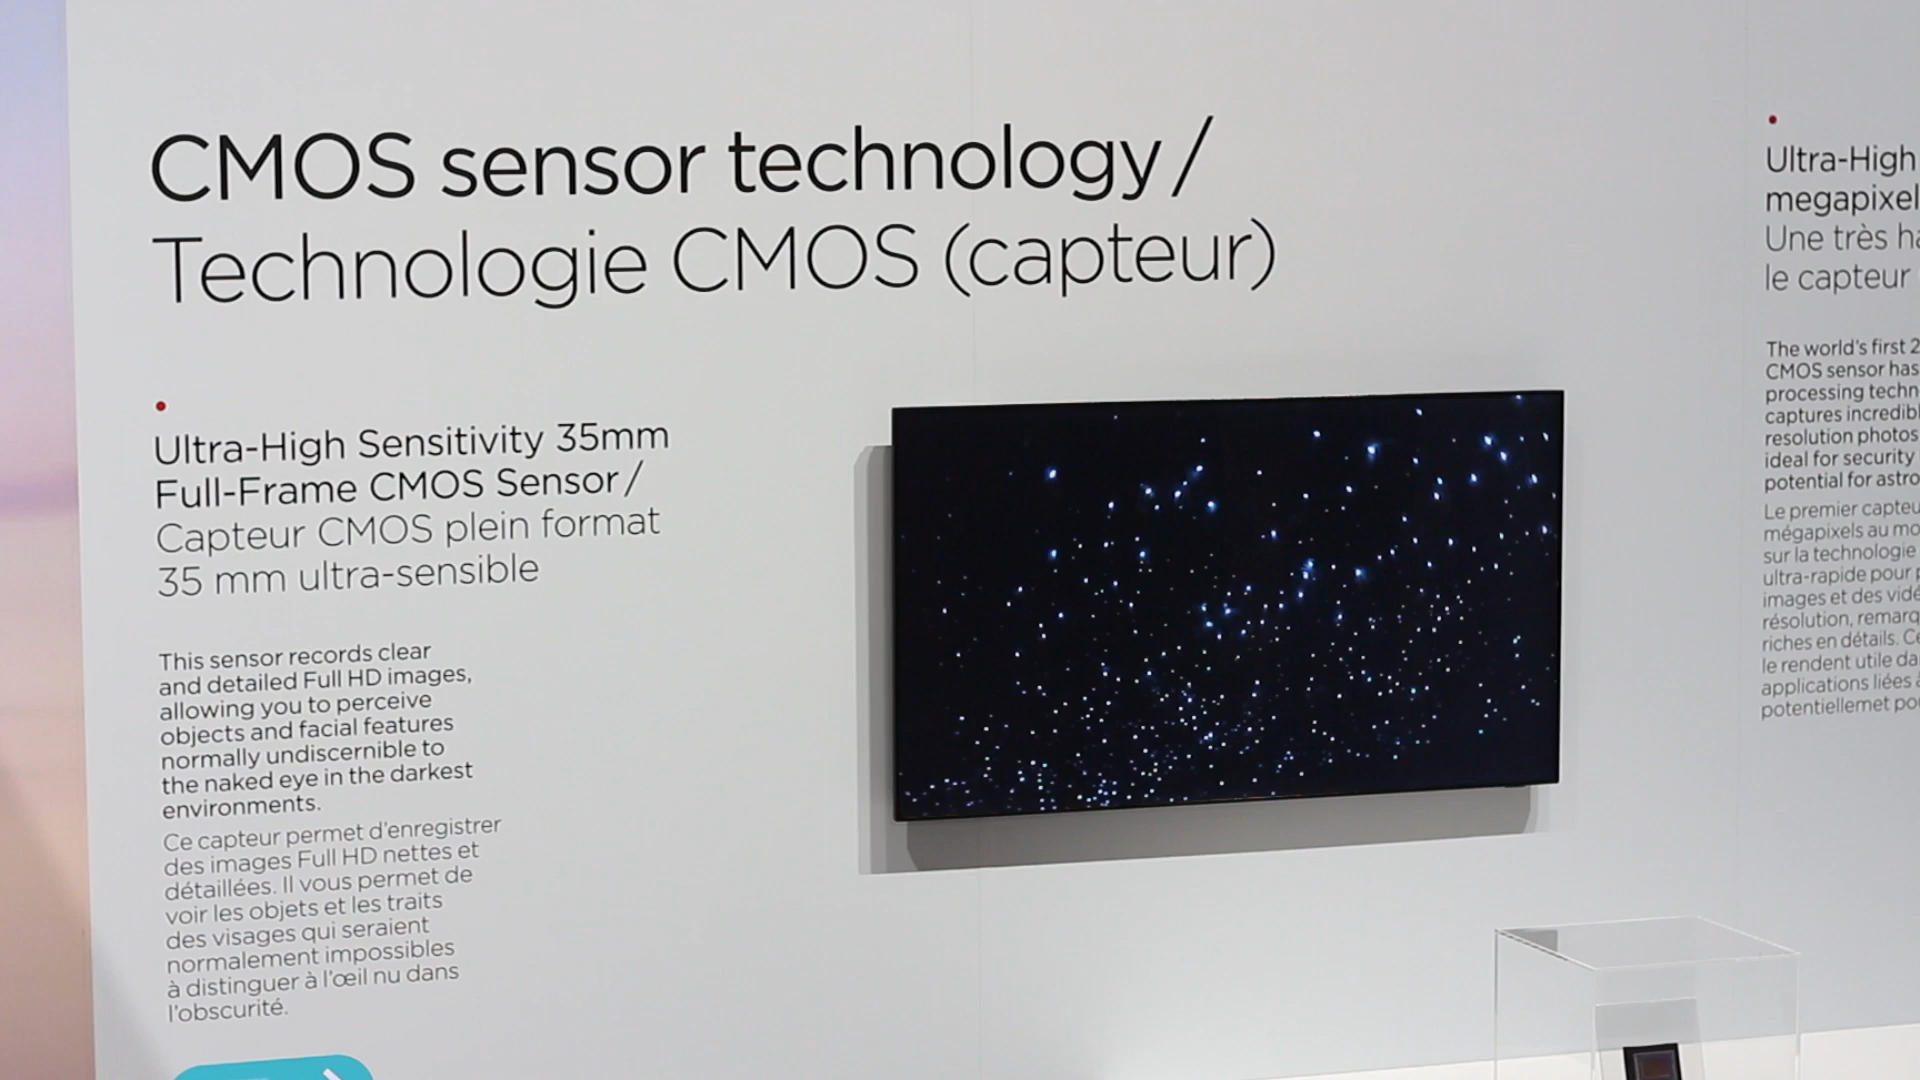 CMOS sensor technology/
Technologie CMOS (capteur)
Ultra-High Sensitivity 35mm
Full-Frame CMOS Sensor/
Capteur CMOS plein format
35 mm ultra-sensible
This sensor records clear
and detailed Full HD images,
allowing you to perceive
objects and facial features
normally undiscernible to
the naked eye in the darkest
environments.
Ce capteur permet d'enregistrer
des images Full HD nettes et
détaillées. Il vous permet de
voir les objets et les traits
des visages qui seraient
normalement impossibles
à distinguer à l'œil nu dans
l'obscurité.
Ultra-High
megapixel
Une très
le capteur
The world's first
CMOS sensor has
processing
captures
resolution photos
ideal for security
potential for
Le premier
mégapixels au
sur la technologie
ultra-rapide pour
images et des
résolution,
riches en détails.
le rendent utile
applications liées
potentiellemet